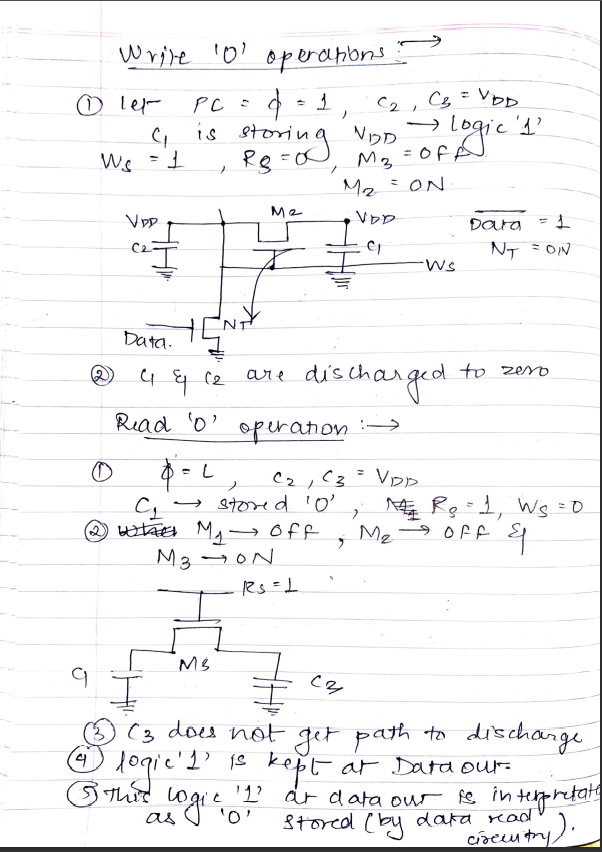 Write '0' operations :→
① let PC = ϕ = 1, C2, C3 = VDD
C1 is storing VDD → logic '1'
WS = 1, RS = 0, M3 = OFF
M2 = ON.
VDD M2 VDD
C2 C1
WS
Data = 1
NT = ON
NT
Data.
② C1 & C2 are discharged to zero
Read '0' operation :→
① ϕ = 1, C2, C3 = VDD
C1 → stored '0', RS = 1, WS = 0
② M1 → OFF, M2 → OFF &
M3 → ON
RS = 1
M3
C1 C3
③ C3 does not get path to discharge
④ logic '1' is kept at Data out.
⑤ This logic '1' at data out is interpretate
as '0' stored (by data read
circuitry).